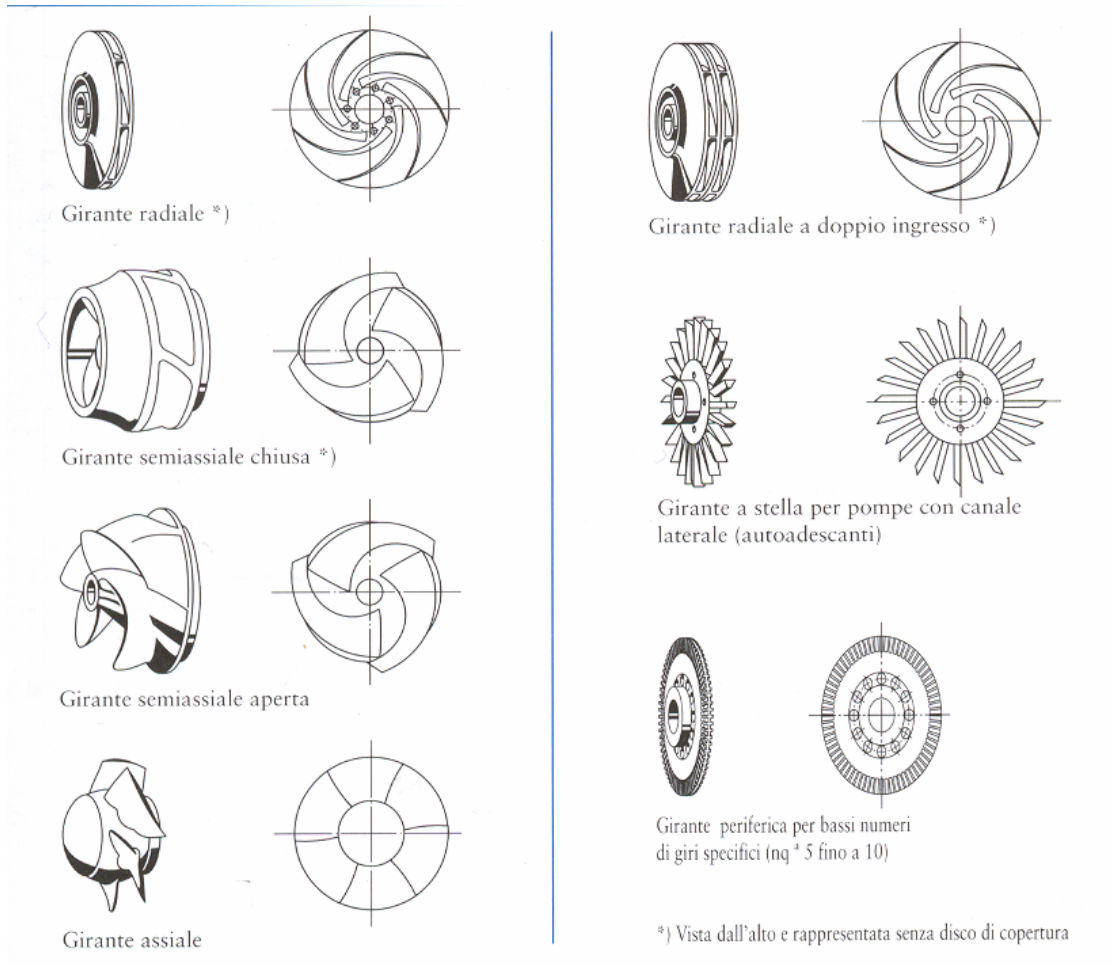 Girante radiale *)
Girante semiassiale chiusa *)
Girante semiassiale aperta
Girante assiale
Girante radiale a doppio ingresso *)
Girante a stella per pompe con canale
laterale (autoadescanti)
Girante periferica per bassi numeri
di giri specifici (nq ª 5 fino a 10)
*) Vista dall'alto e rappresentata senza disco di copertura